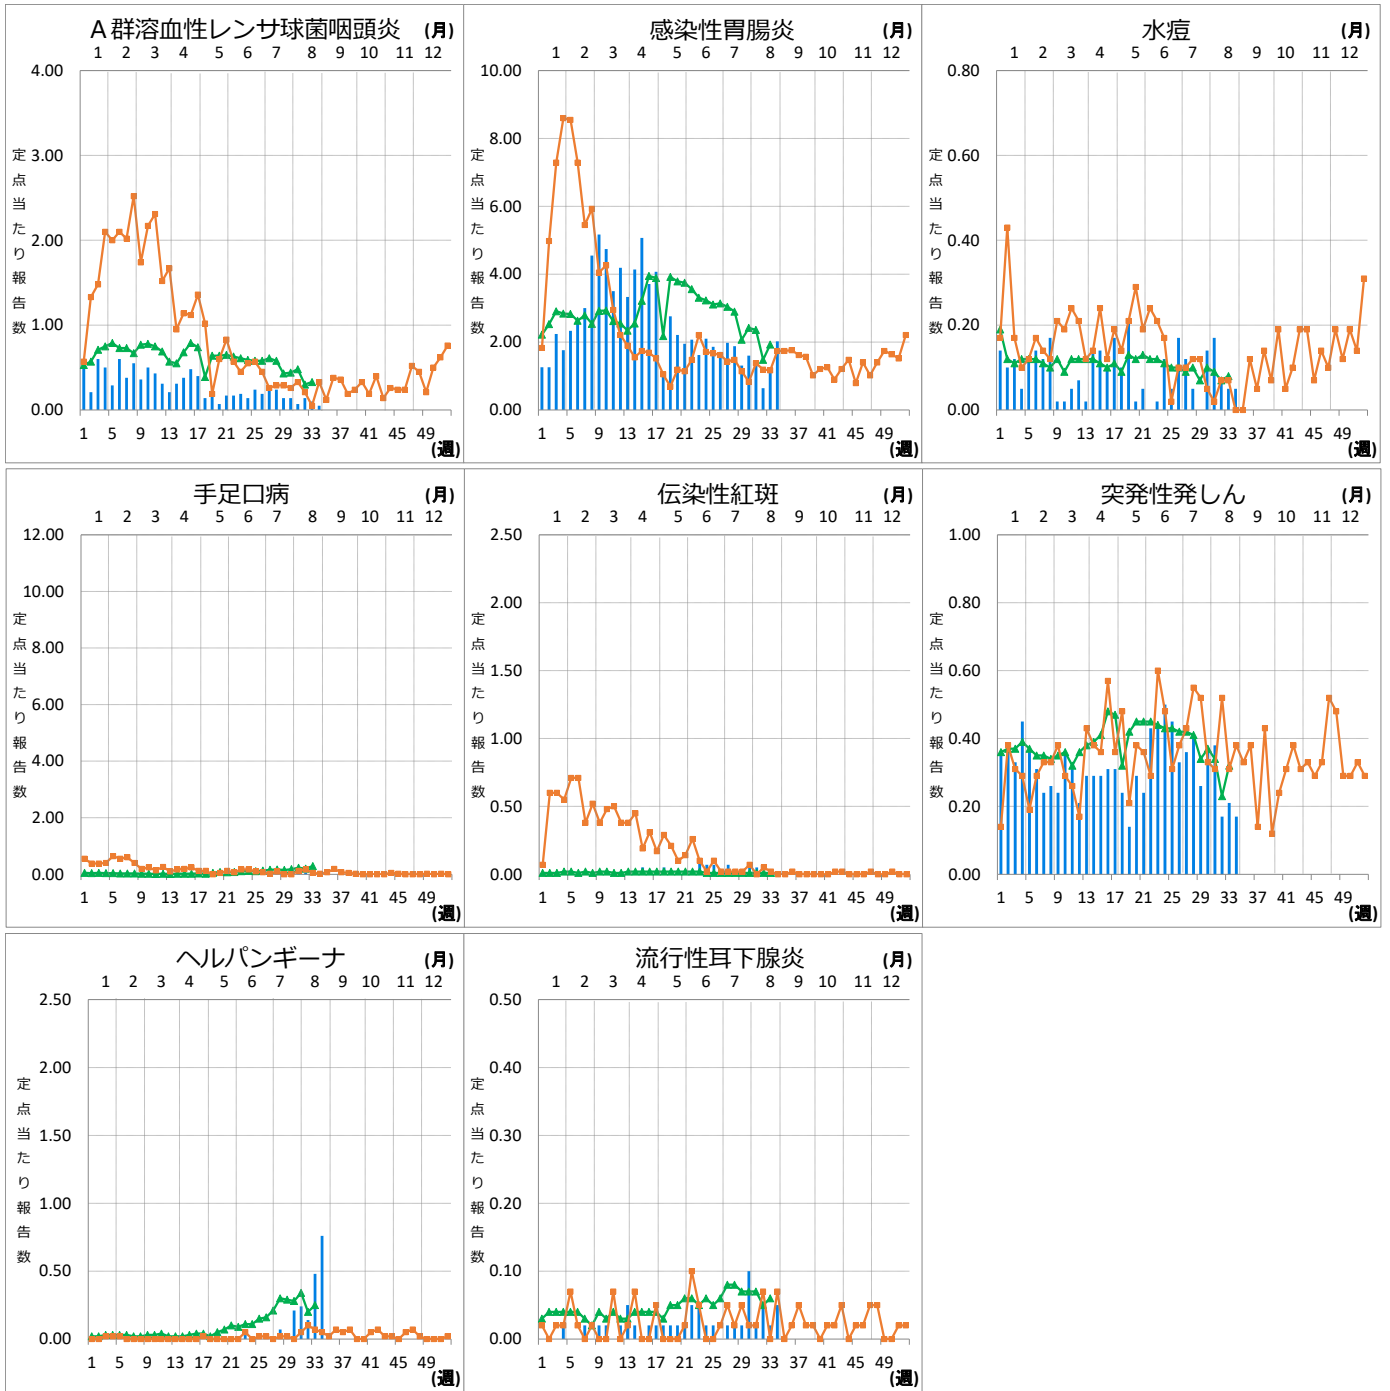 A群溶血性レンサ球菌咽頭炎 (月)
1 2 3 4 5 6 7 8 9 10 11 12
4.00
3.00
2.00
1.00
0.00
定点当たり報告数
1 5 9 13 17 21 25 29 33 37 41 45 49
(週)
感染性胃腸炎 (月)
1 2 3 4 5 6 7 8 9 10 11 12
10.00
8.00
6.00
4.00
2.00
0.00
定点当たり報告数
1 5 9 13 17 21 25 29 33 37 41 45 49
(週)
水痘 (月)
1 2 3 4 5 6 7 8 9 10 11 12
0.80
0.60
0.40
0.20
0.00
定点当たり報告数
1 5 9 13 17 21 25 29 33 37 41 45 49
(週)
手足口病 (月)
1 2 3 4 5 6 7 8 9 10 11 12
12.00
10.00
8.00
6.00
4.00
2.00
0.00
定点当たり報告数
1 5 9 13 17 21 25 29 33 37 41 45 49
(週)
伝染性紅斑 (月)
1 2 3 4 5 6 7 8 9 10 11 12
2.50
2.00
1.50
1.00
0.50
0.00
定点当たり報告数
1 5 9 13 17 21 25 29 33 37 41 45 49
(週)
突発性発しん (月)
1 2 3 4 5 6 7 8 9 10 11 12
1.00
0.80
0.60
0.40
0.20
0.00
定点当たり報告数
1 5 9 13 17 21 25 29 33 37 41 45 49
(週)
ヘルパンギーナ (月)
1 2 3 4 5 6 7 8 9 10 11 12
2.50
2.00
1.50
1.00
0.50
0.00
定点当たり報告数
1 5 9 13 17 21 25 29 33 37 41 45 49
(週)
流行性耳下腺炎 (月)
1 2 3 4 5 6 7 8 9 10 11 12
0.50
0.40
0.30
0.20
0.10
0.00
定点当たり報告数
1 5 9 13 17 21 25 29 33 37 41 45 49
(週)